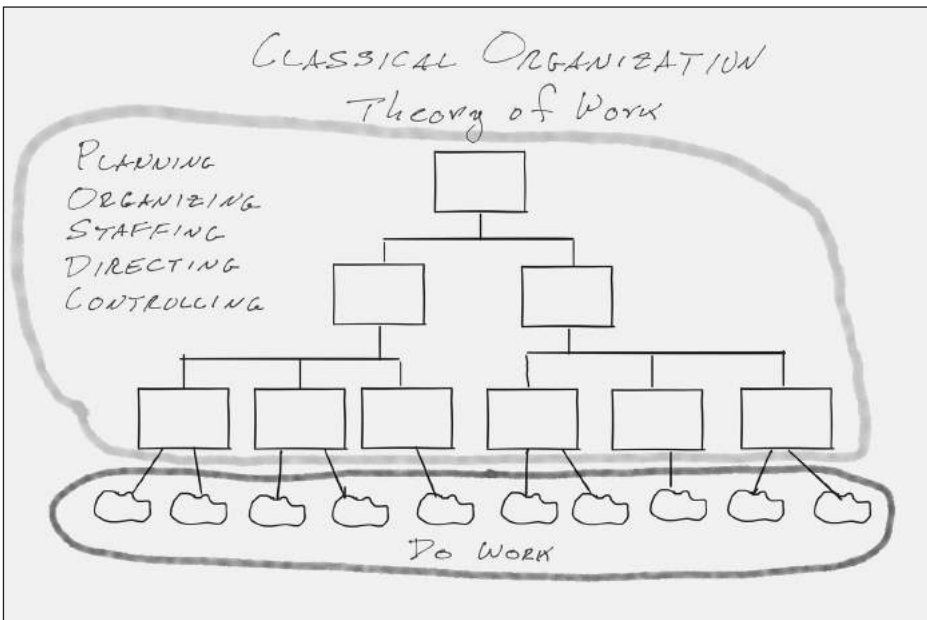 CLASSICAL ORGANIZATION
Theory of Work
PLANNING
ORGANIZING
STAFFING
DIRECTING
CONTROLLING
DO WORK